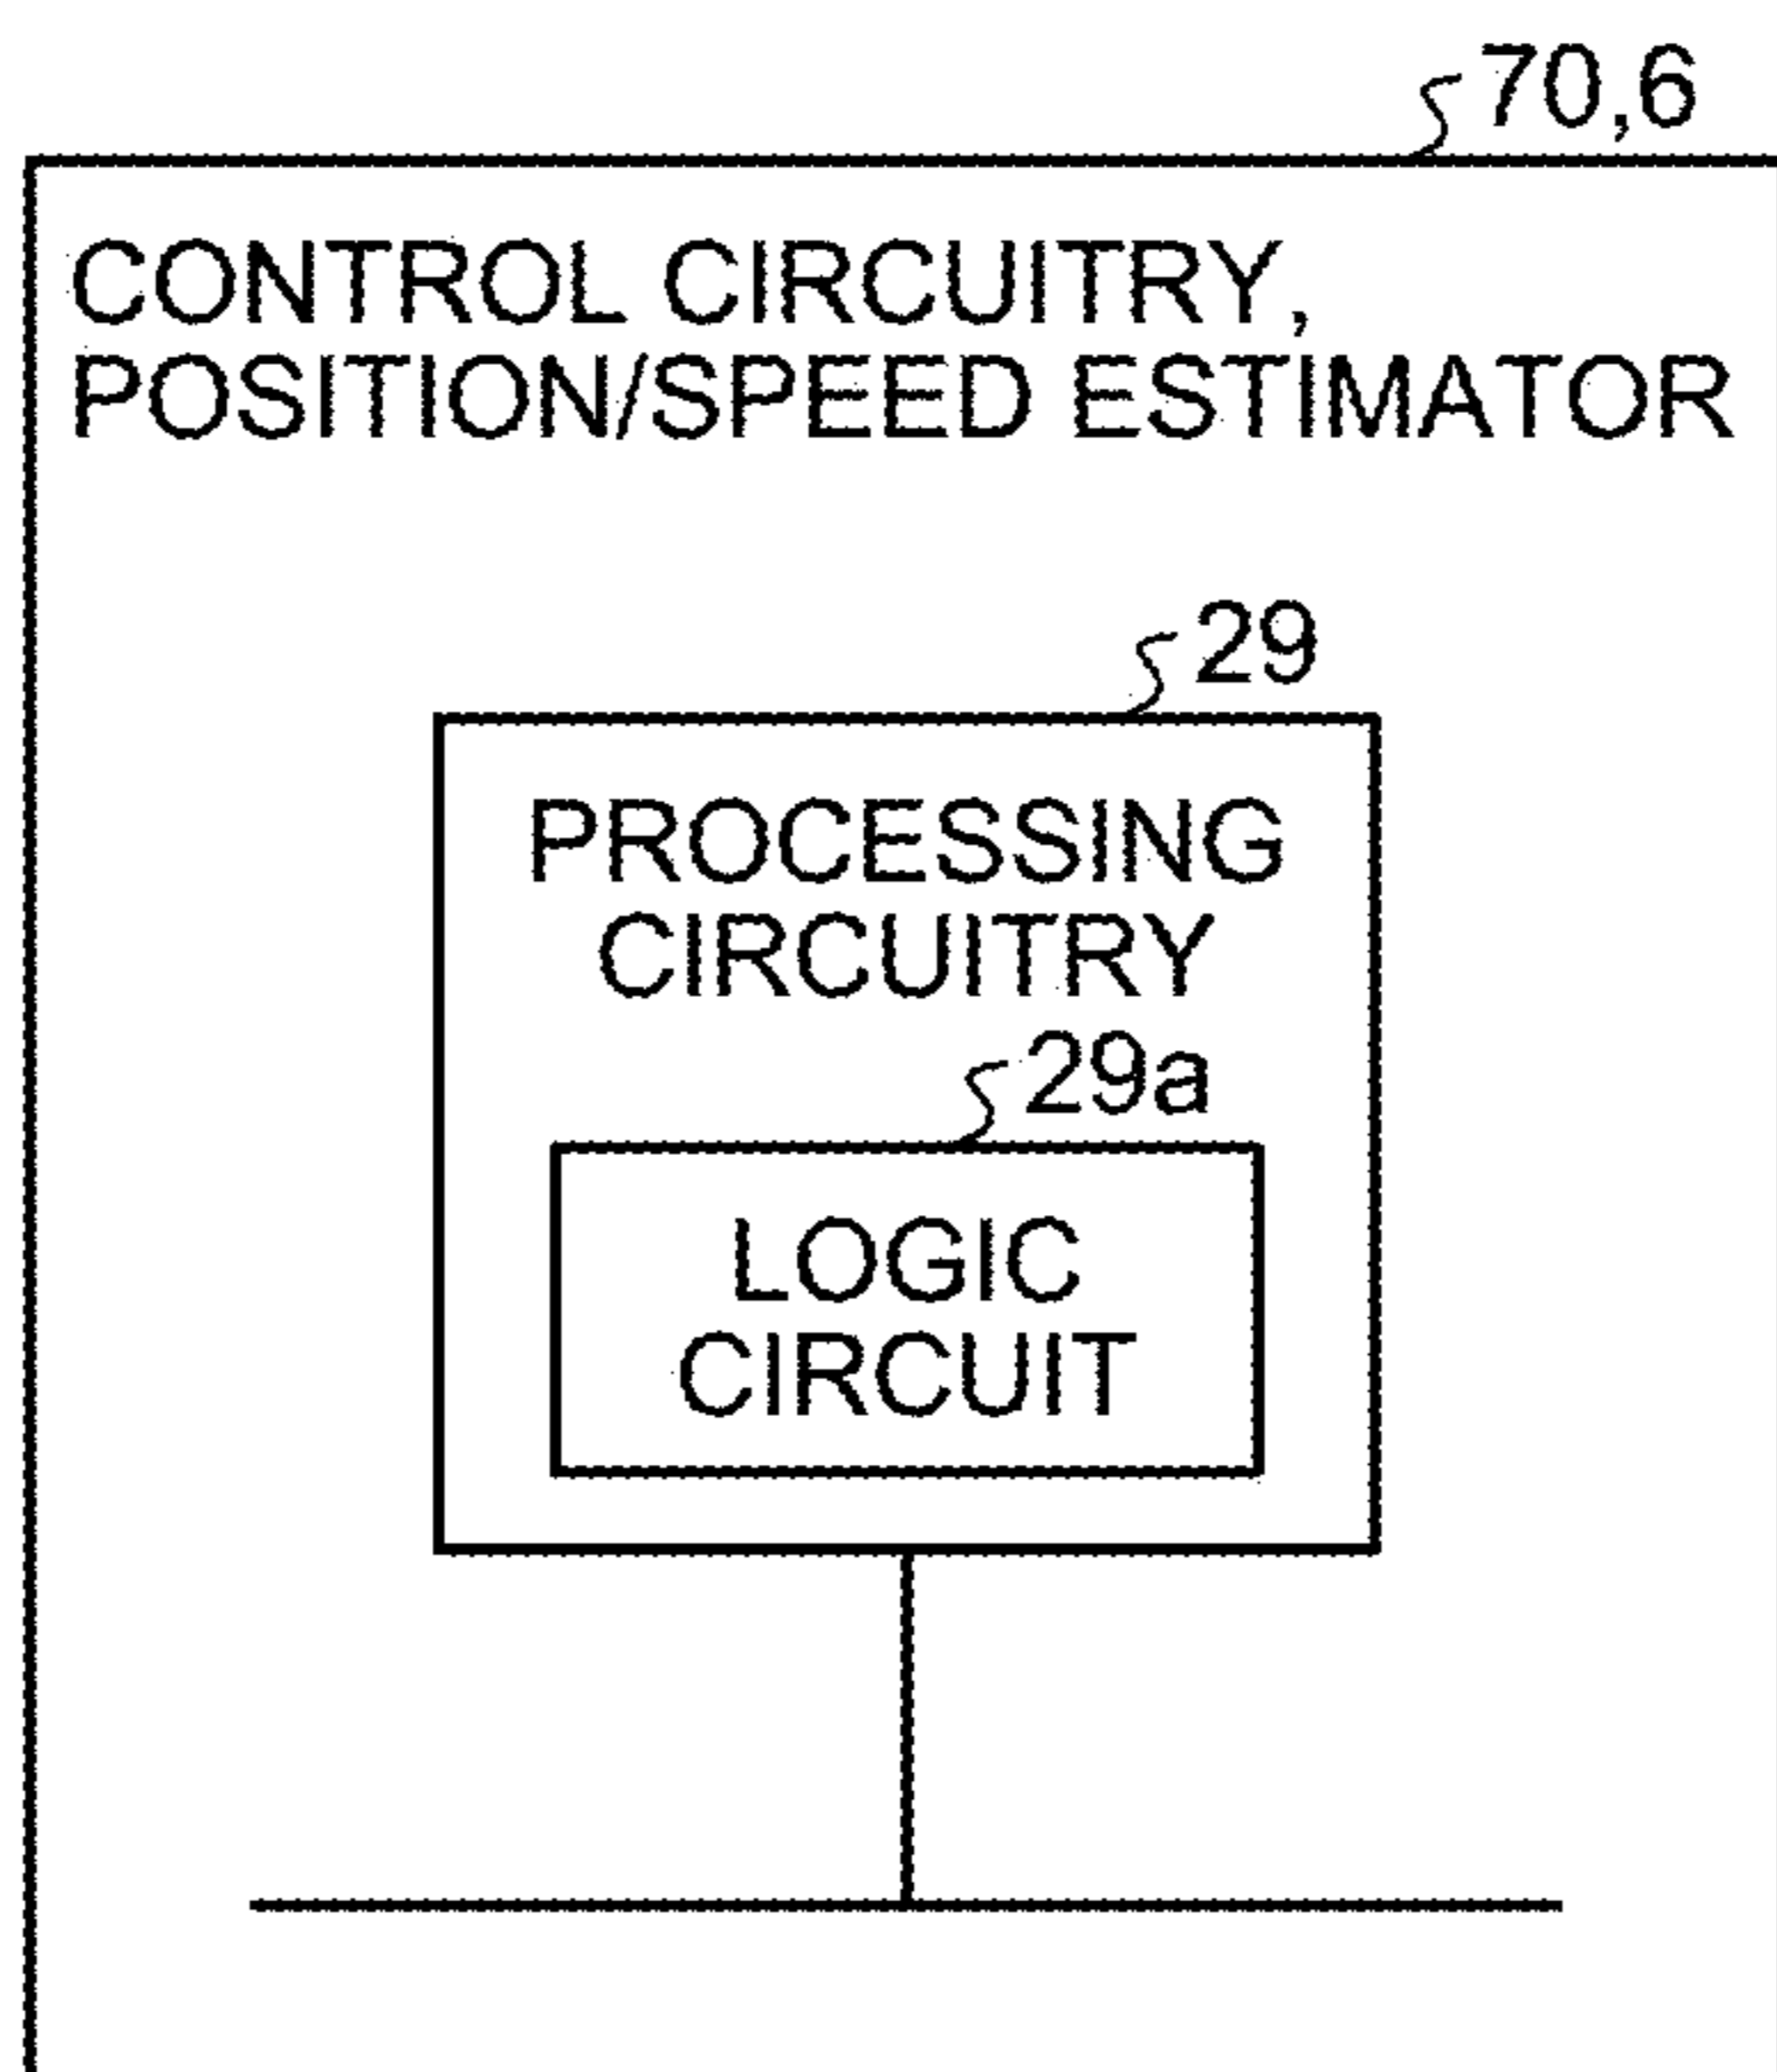 70,6
CONTROL CIRCUITRY,
POSITION/SPEED ESTIMATOR
29
PROCESSING
CIRCUITRY
29a
LOGIC
CIRCUIT